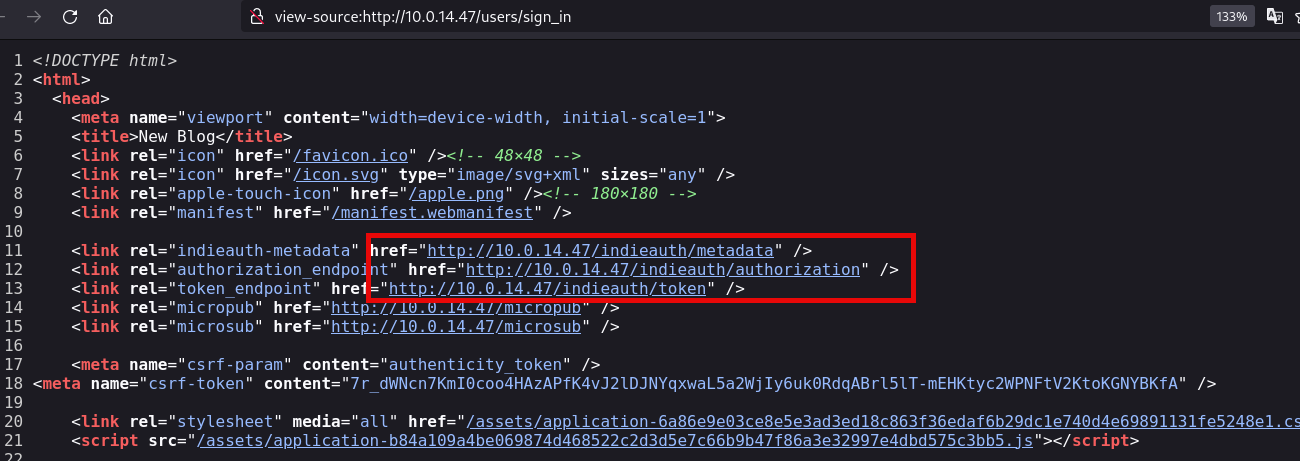 view-source:http://10.0.14.47/users/sign_in
133%
1 <!DOCTYPE html>
2 <html>
3 <head>
4 <meta name="viewport" content="width=device-width, initial-scale=1">
5 <title>New Blog</title>
6 <link rel="icon" href="/favicon.ico" /><!-- 48×48 -->
7 <link rel="icon" href="/icon.svg" type="image/svg+xml" sizes="any" />
8 <link rel="apple-touch-icon" href="/apple.png" /><!-- 180×180 -->
9 <link rel="manifest" href="/manifest.webmanifest" />
10
11 <link rel="indieauth-metadata" href="http://10.0.14.47/indieauth/metadata" />
12 <link rel="authorization_endpoint" href="http://10.0.14.47/indieauth/authorization" />
13 <link rel="token_endpoint" href="http://10.0.14.47/indieauth/token" />
14 <link rel="micropub" href="http://10.0.14.47/micropub" />
15 <link rel="microsub" href="http://10.0.14.47/microsub" />
16
17 <meta name="csrf-param" content="authenticity_token" />
18 <meta name="csrf-token" content="7r_dWNcn7KmI0coo4HAzAPfK4vJ2lDJNYqxwaL5a2WjIy6uk0RdqABrl5lT-mEHKtyc2WPNFtV2KtoKGNYBKfA" />
19
20 <link rel="stylesheet" media="all" href="/assets/application-6a86e9e03ce8e5e3ad3ed18c863f36edaf6b29dc1e740d4e69891131fe5248e1.cs
21 <script src="/assets/application-b84a109a4be069874d468522c2d3d5e7c66b9b47f86a3e32997e4dbd575c3bb5.js"></script>
22